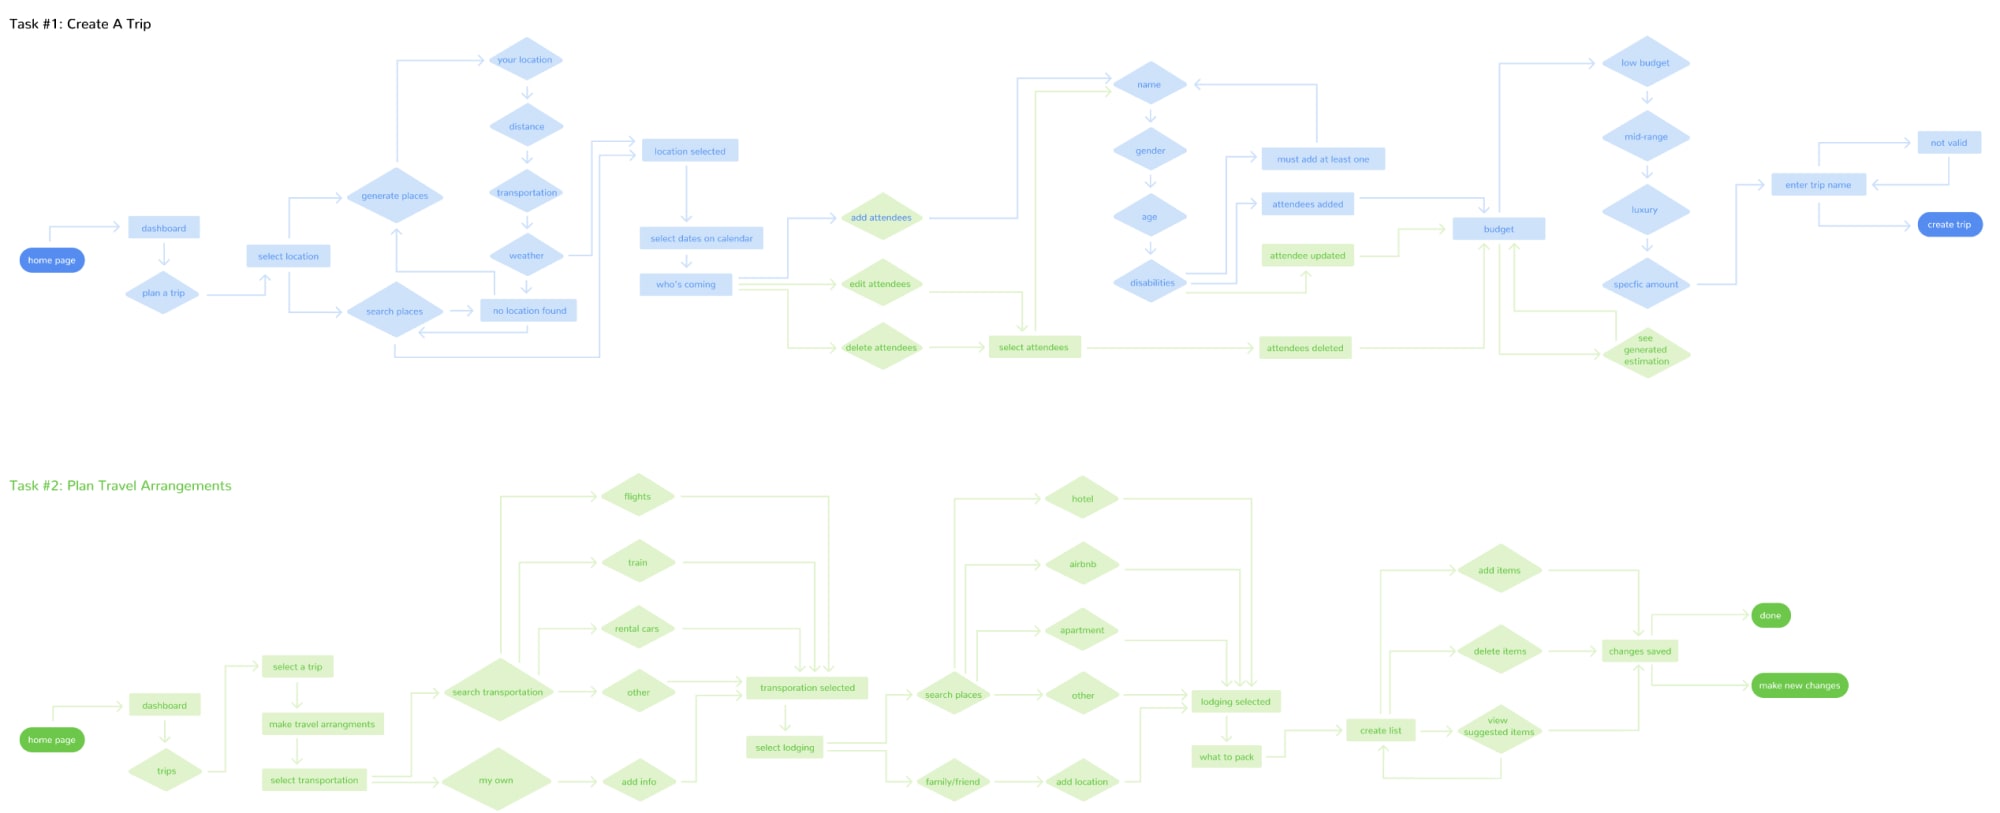 Task #1: Create A Trip
home page
dashboard
plan a trip
select location
generate places
search places
your location
distance
transportation
weather
no location found
location selected
select dates on calendar
who's coming
add attendees
edit attendees
delete attendees
select attendees
name
gender
age
disabilities
must add at least one
attendees added
attendee updated
attendees deleted
budget
low budget
mid-range
luxury
specfic amount
see
generated
estimation
enter trip name
not valid
create trip
Task #2: Plan Travel Arrangements
home page
dashboard
trips
select a trip
make travel arrangments
select transportation
search transportation
my own
flights
train
rental cars
other
add info
transporation selected
select lodging
search places
family/friend
hotel
airbnb
apartment
other
add location
lodging selected
what to pack
create list
add items
delete items
view
suggested items
changes saved
done
make new changes